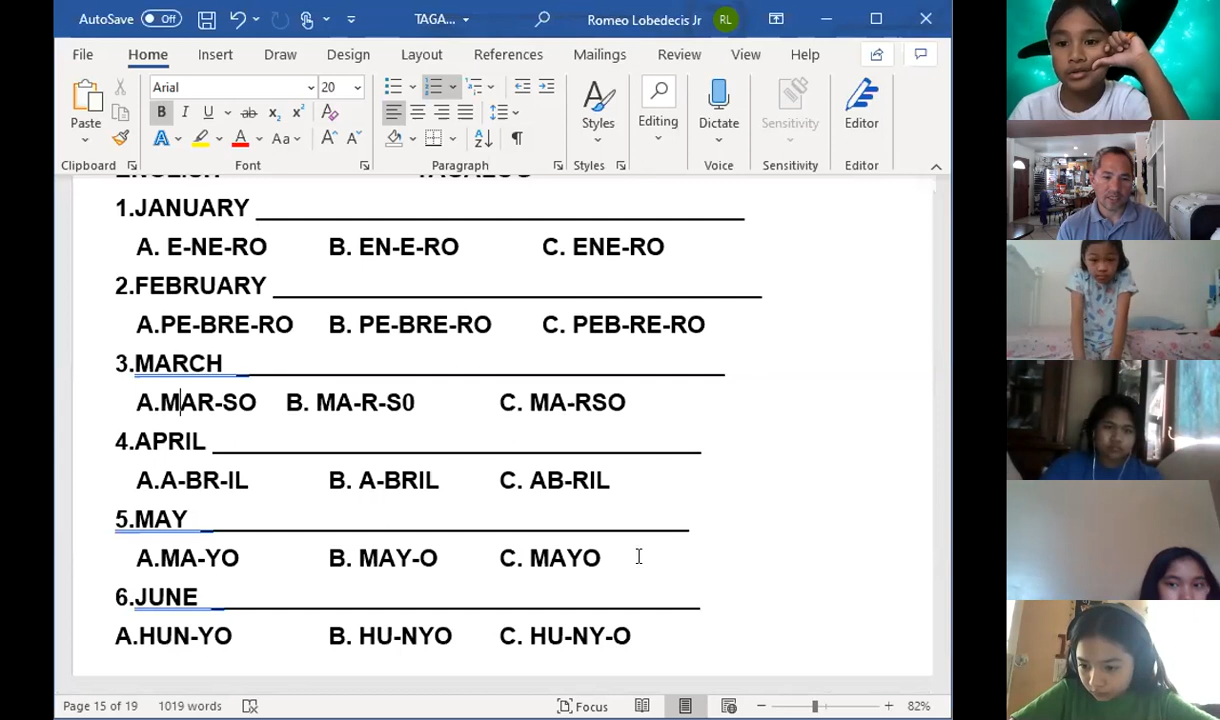 AutoSave Off TAGA... Romeo Lobedecis Jr RL
File Home Insert Draw Design Layout References Mailings Review View Help
Arial 20
Paste Styles Editing Dictate Sensitivity Editor
Clipboard Font Paragraph Styles Voice Sensitivity Editor
ENGLISH TAGALOG
1.JANUARY
A. E-NE-RO B. EN-E-RO C. ENE-RO
2.FEBRUARY
A.PE-BRE-RO B. PE-BRE-RO C. PEB-RE-RO
3.MARCH
A.MAR-SO B. MA-R-S0 C. MA-RSO
4.APRIL
A.A-BR-IL B. A-BRIL C. AB-RIL
5.MAY
A.MA-YO B. MAY-O C. MAYO
6.JUNE
A.HUN-YO B. HU-NYO C. HU-NY-O
Page 15 of 19 1019 words Focus 82%